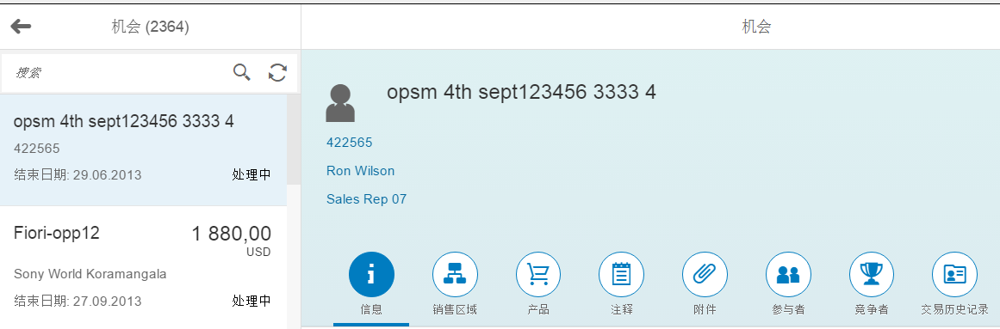 机会 (2364)
搜索
opsm 4th sept123456 3333 4
422565
结束日期: 29.06.2013 处理中
Fiori-opp12 1 880,00
USD
Sony World Koramangala
结束日期: 27.09.2013 处理中
机会
opsm 4th sept123456 3333 4
422565
Ron Wilson
Sales Rep 07
信息 销售区域 产品 注释 附件 参与者 竞争者 交易历史记录